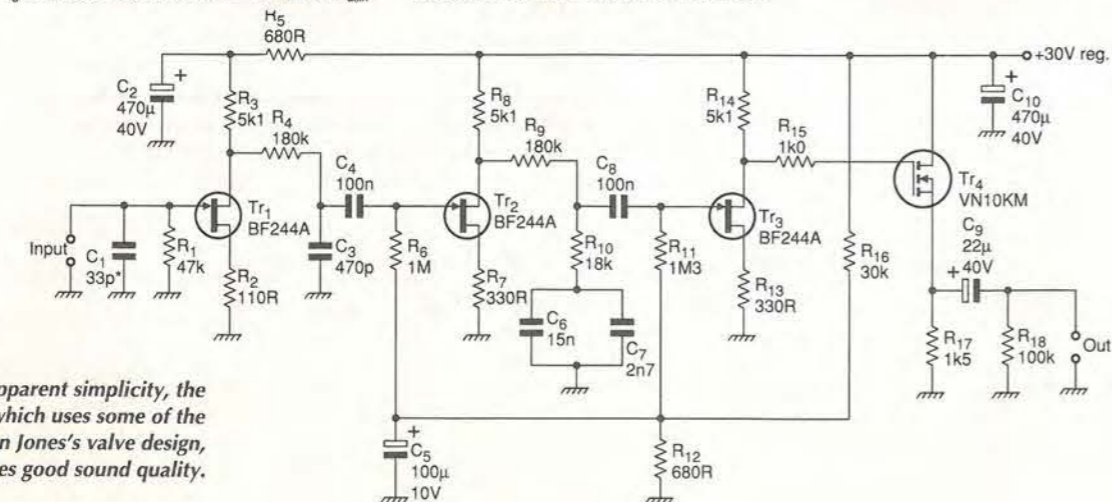 R5
680R
+30V reg.
C2
470µ
40V
+
R3
5k1
R4
180k
R8
5k1
R9
180k
R14
5k1
R15
1k0
+
C10
470µ
40V
C4
100n
C8
100n
Tr1
BF244A
Tr2
BF244A
Tr3
BF244A
Tr4
VN10KM
Input
C1
33p*
R1
47k
R2
110R
C3
470p
R6
1M
R7
330R
R10
18k
R11
1M3
R13
330R
R16
30k
C9
22µ
40V
+
C6
15n
C7
2n7
R17
1k5
R18
100k
Out
pparent simplicity, the
which uses some of the
n Jones's valve design,
es good sound quality.
+
C5
100µ
10V
R12
680R